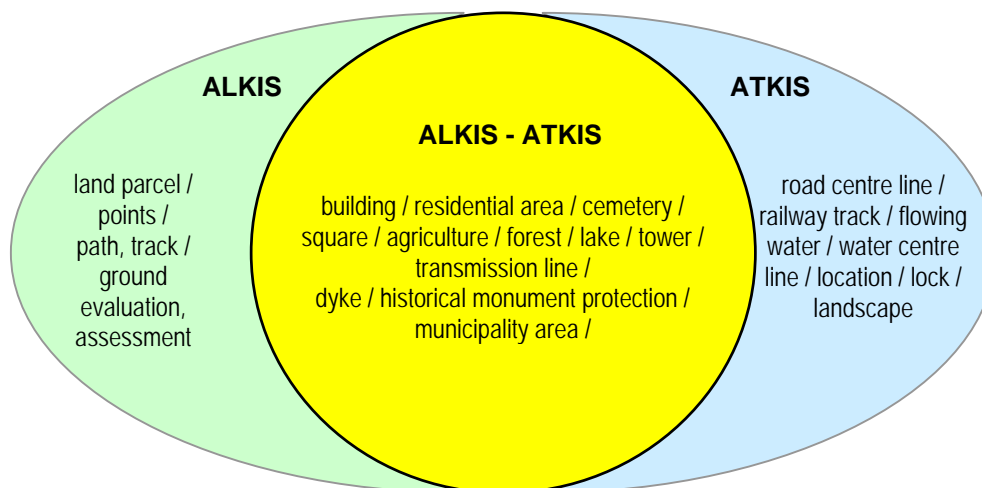 ALKIS
land parcel /
points /
path, track /
ground
evaluation,
assessment
ALKIS - ATKIS
building / residential area / cemetery /
square / agriculture / forest / lake / tower /
transmission line /
dyke / historical monument protection /
municipality area /
ATKIS
road centre line /
railway track / flowing
water / water centre
line / location / lock /
landscape